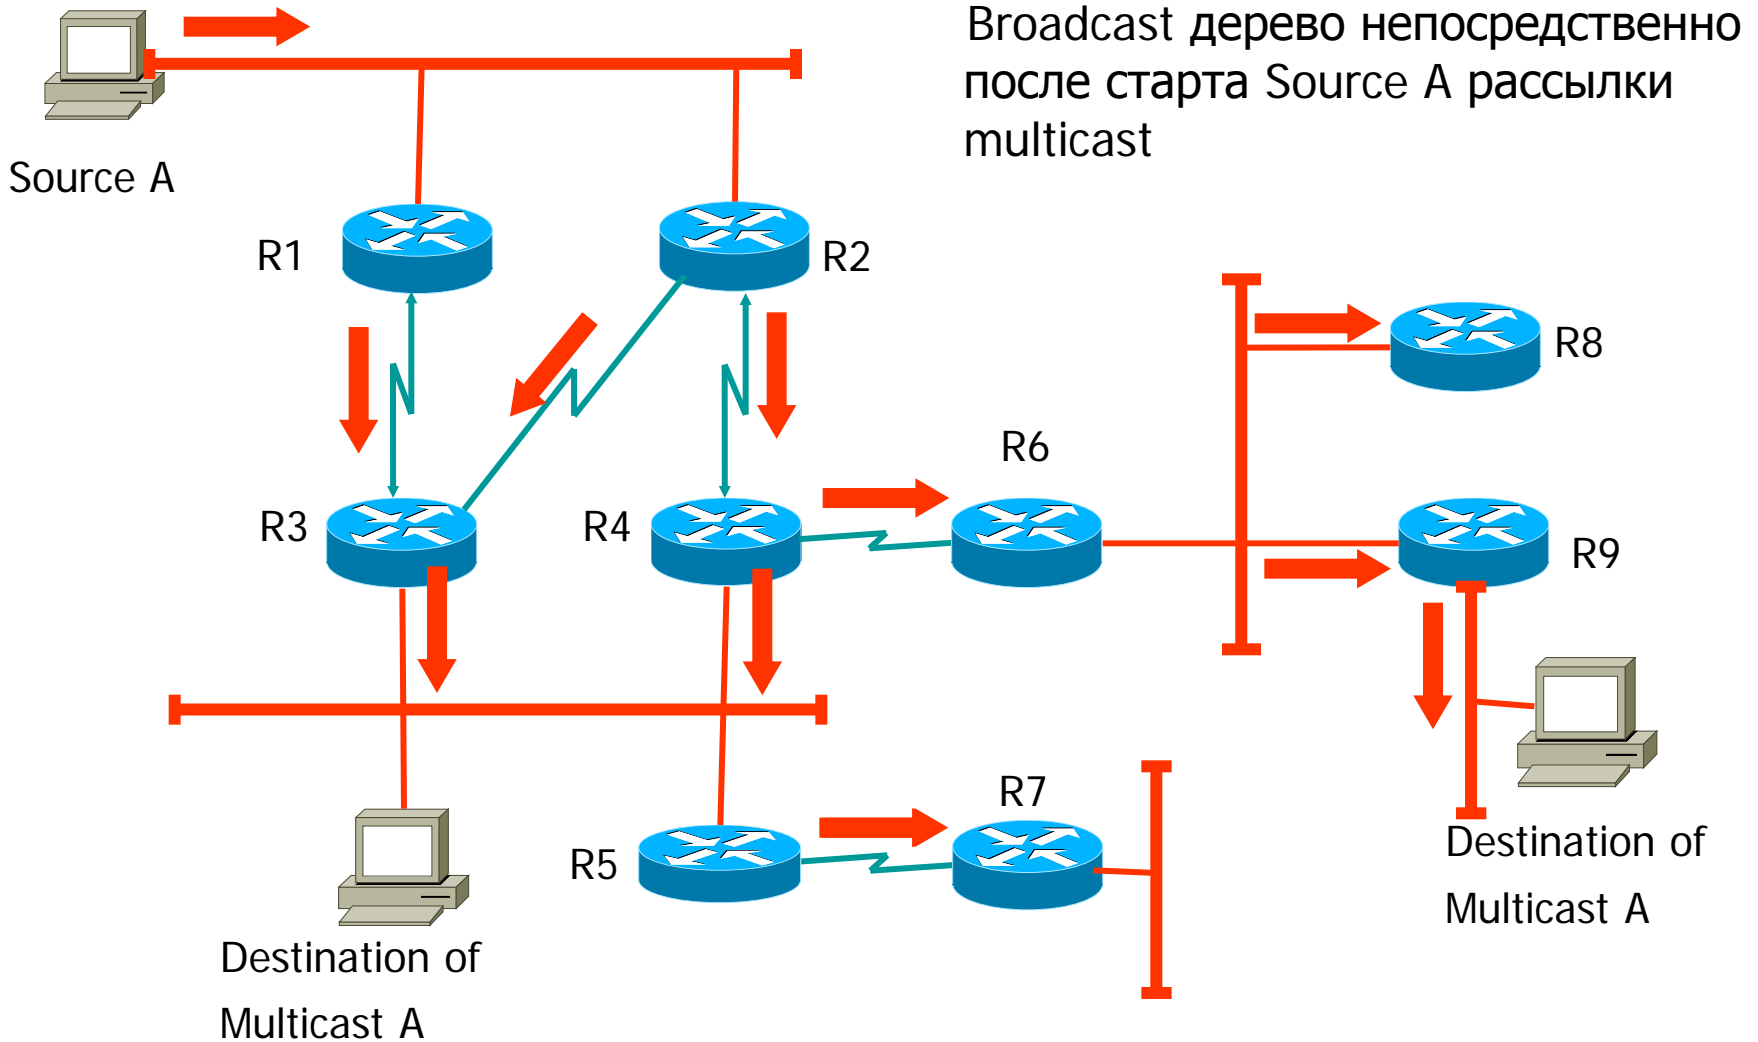 Broadcast дерево непосредственно
после старта Source A рассылки
multicast
Source A
R1
R2
R8
R6
R3
R4
R9
R7
R5
Destination of
Multicast A
Destination of
Multicast A